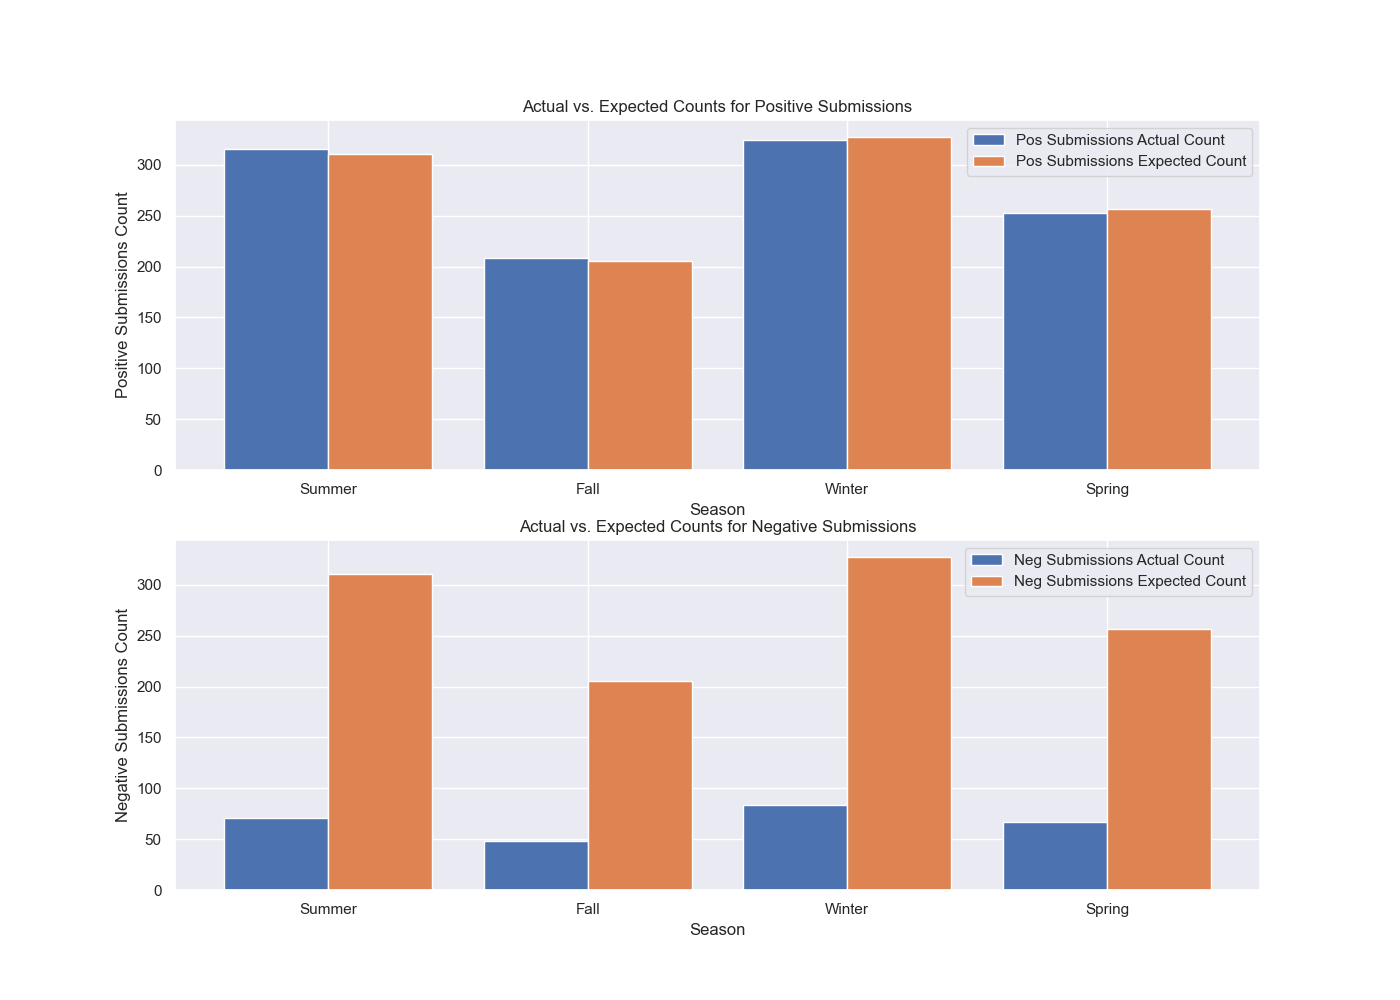 Actual vs. Expected Counts for Positive Submissions
Positive Submissions Count
300
250
200
150
100
50
0
Pos Submissions Actual Count
Pos Submissions Expected Count
Summer Fall Winter Spring
Season
Actual vs. Expected Counts for Negative Submissions
Negative Submissions Count
300
250
200
150
100
50
0
Neg Submissions Actual Count
Neg Submissions Expected Count
Summer Fall Winter Spring
Season